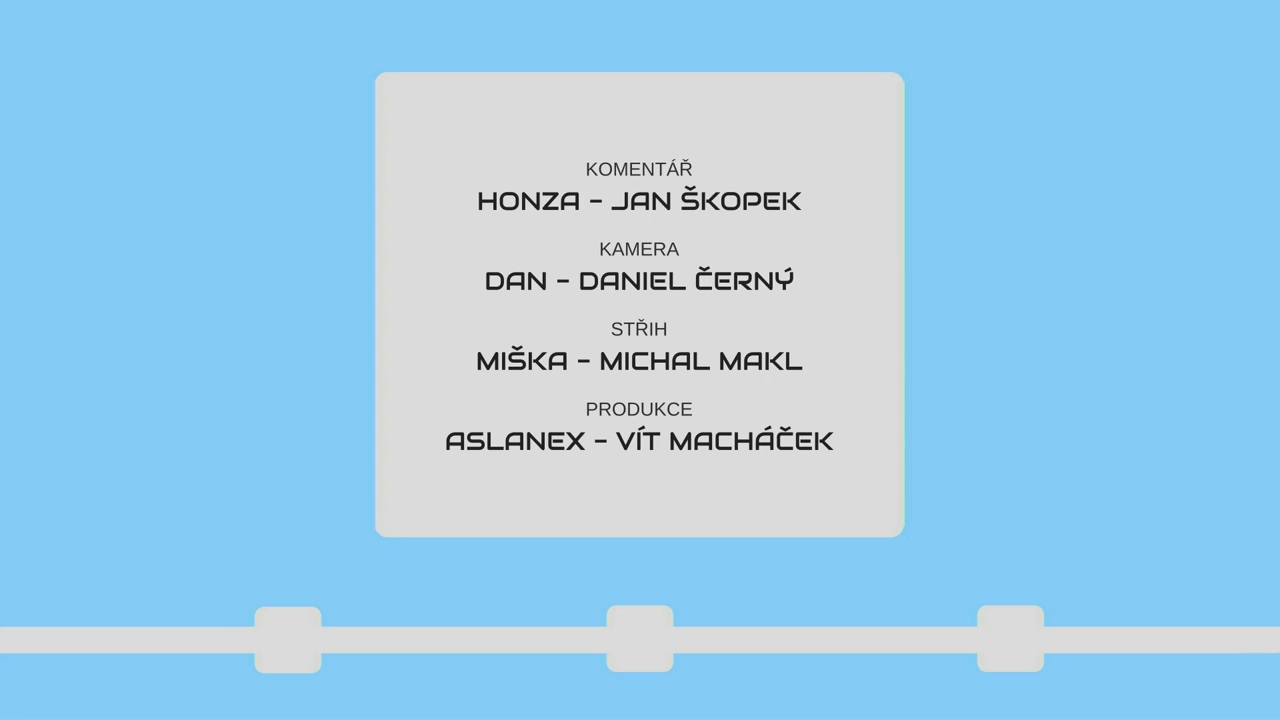 KOMENTÁŘ
HONZA – JAN ŠKOPEK
KAMERA
DAN – DANIEL ČERNÝ
STŘIH
MIŠKA – MICHAL MAKL
PRODUKCE
ASLANEX – VÍT MACHÁČEK